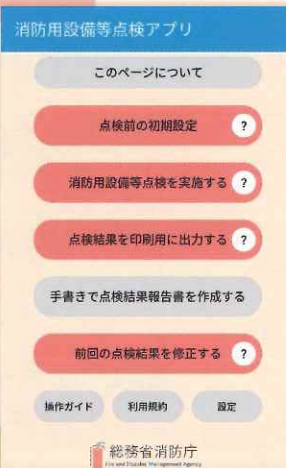 消防用設備等点検アプリ
このページについて
点検前の初期設定 ?
消防用設備等点検を実施する ?
点検結果を印刷用に出力する ?
手書きで点検結果報告書を作成する
前回の点検結果を修正する ?
操作ガイド 利用規約 設定
総務省消防庁
Fire and Disaster Management Agency